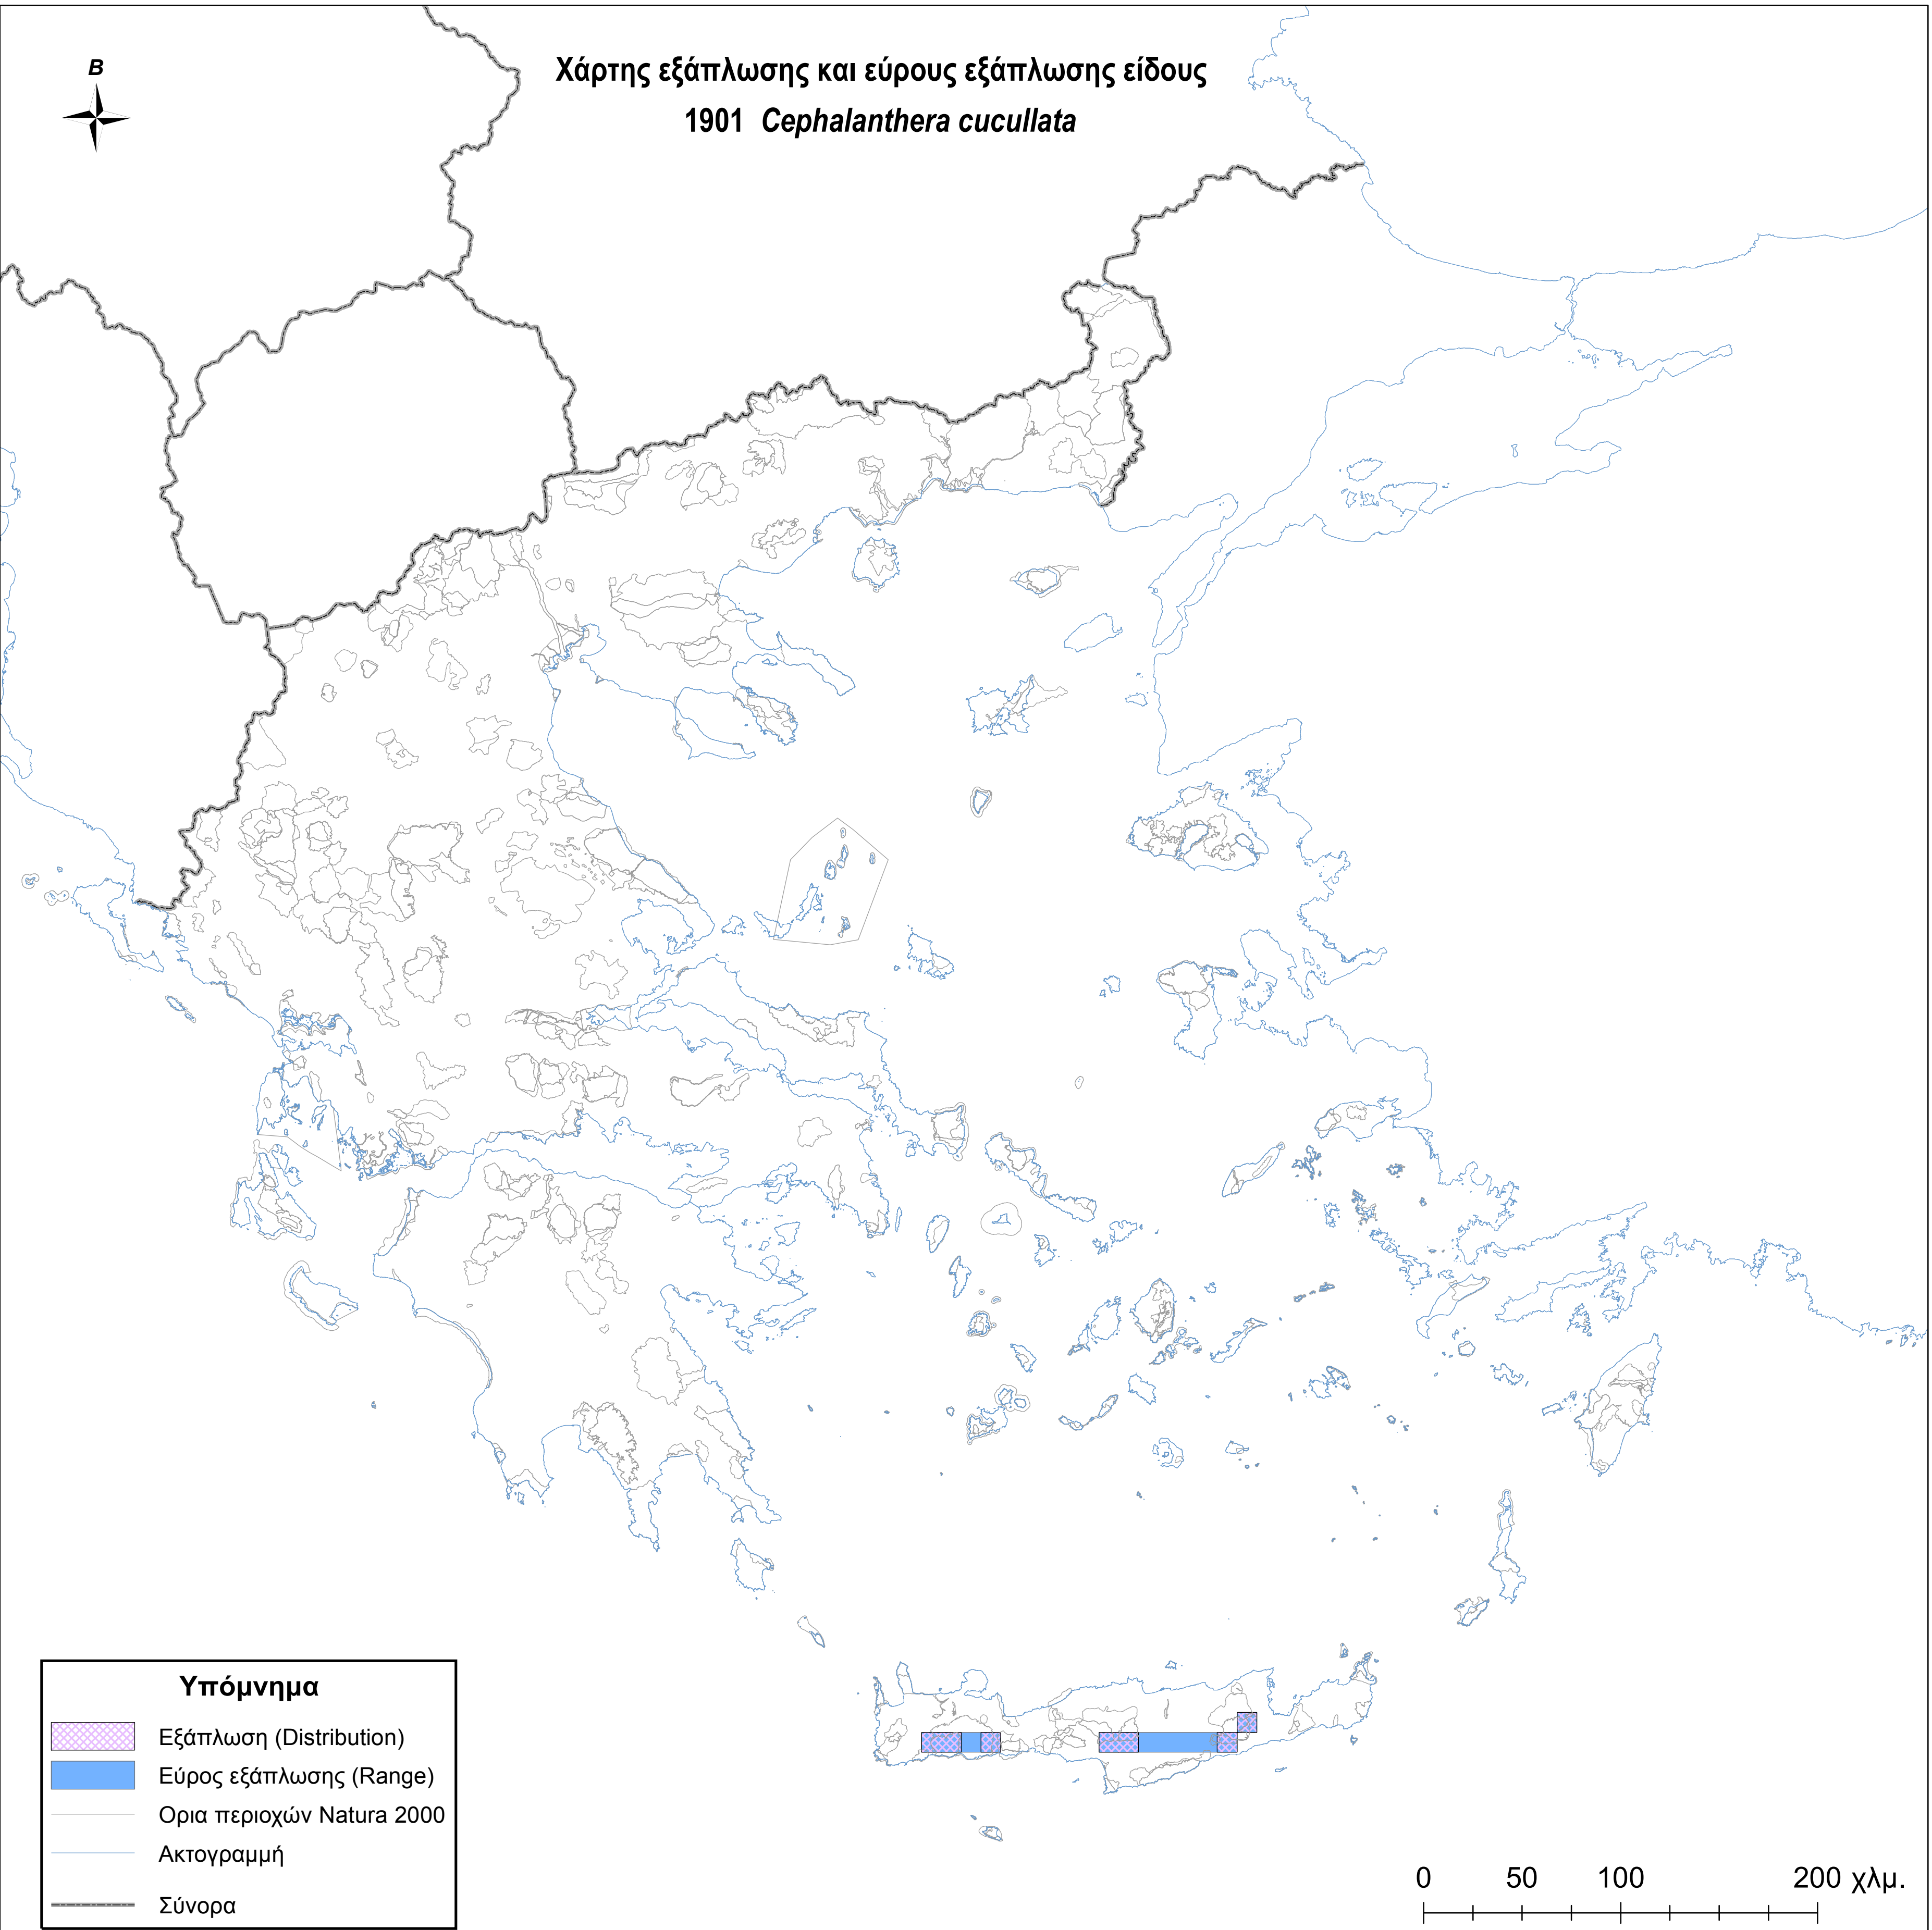 B
Χάρτης εξάπλωσης και εύρους εξάπλωσης είδους
1901 Cephalanthera cucullata
Υπόμνημα
Εξάπλωση (Distribution)
Εύρος εξάπλωσης (Range)
Ορια περιοχών Natura 2000
Ακτογραμμή
Σύνορα
0 50 100 200 χλμ.